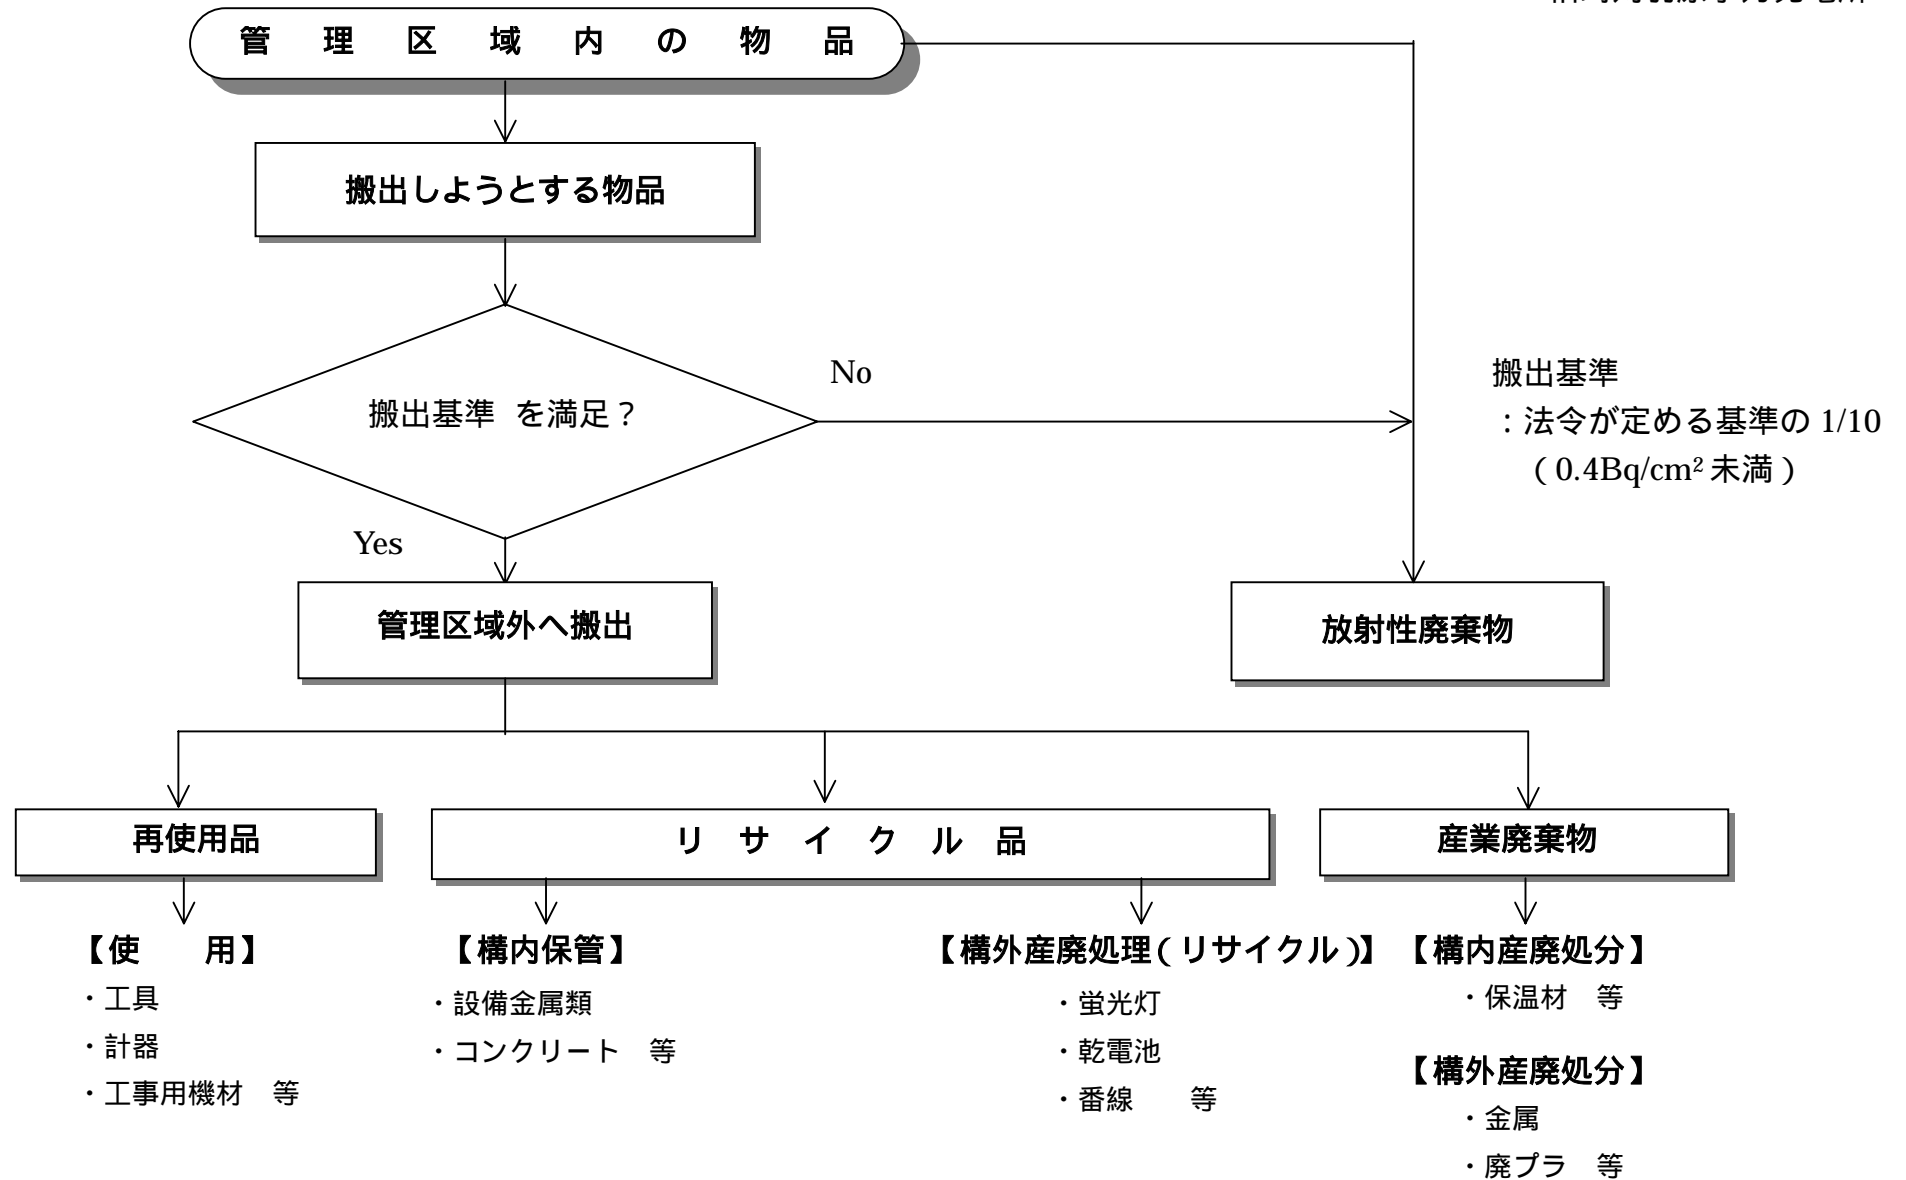 管理区域内の物品
搬出しようとする物品
搬出基準 を満足？
No
Yes
搬出基準
：法令が定める基準の 1/10
（0.4Bq/cm²未満）
管理区域外へ搬出
放射性廃棄物
再使用品
リサイクル品
産業廃棄物
【使　用】
・工具
・計器
・工事用機材　等
【構内保管】
・設備金属類
・コンクリート　等
【構外産廃処理(リサイクル)】
・蛍光灯
・乾電池
・番線　等
【構内産廃処分】
・保温材　等
【構外産廃処分】
・金属
・廃プラ　等